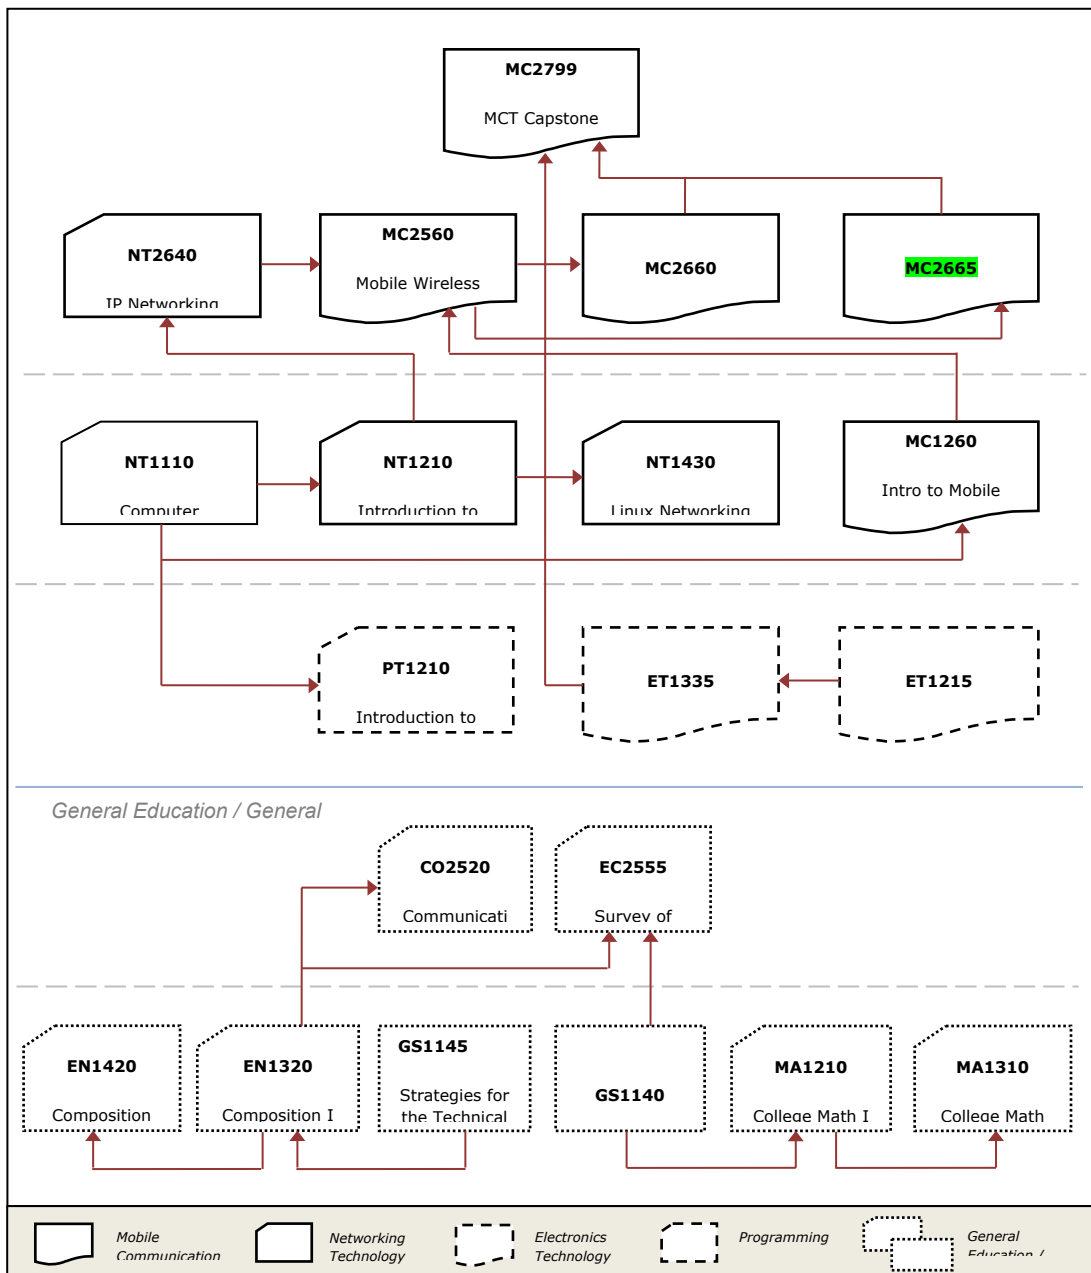 MC2799
MCT Capstone
NT2640
IP Networking
MC2560
Mobile Wireless
MC2660
MC2665
NT1110
Computer
NT1210
Introduction to
NT1430
Linux Networking
MC1260
Intro to Mobile
PT1210
Introduction to
ET1335
ET1215
General Education / General
CO2520
Communicati
EC2555
Survey of
EN1420
Composition
EN1320
Composition I
GS1145
Strategies for
the Technical
GS1140
MA1210
College Math I
MA1310
College Math
Mobile
Communication
Networking
Technology
Electronics
Technology
Programming
General
Education /